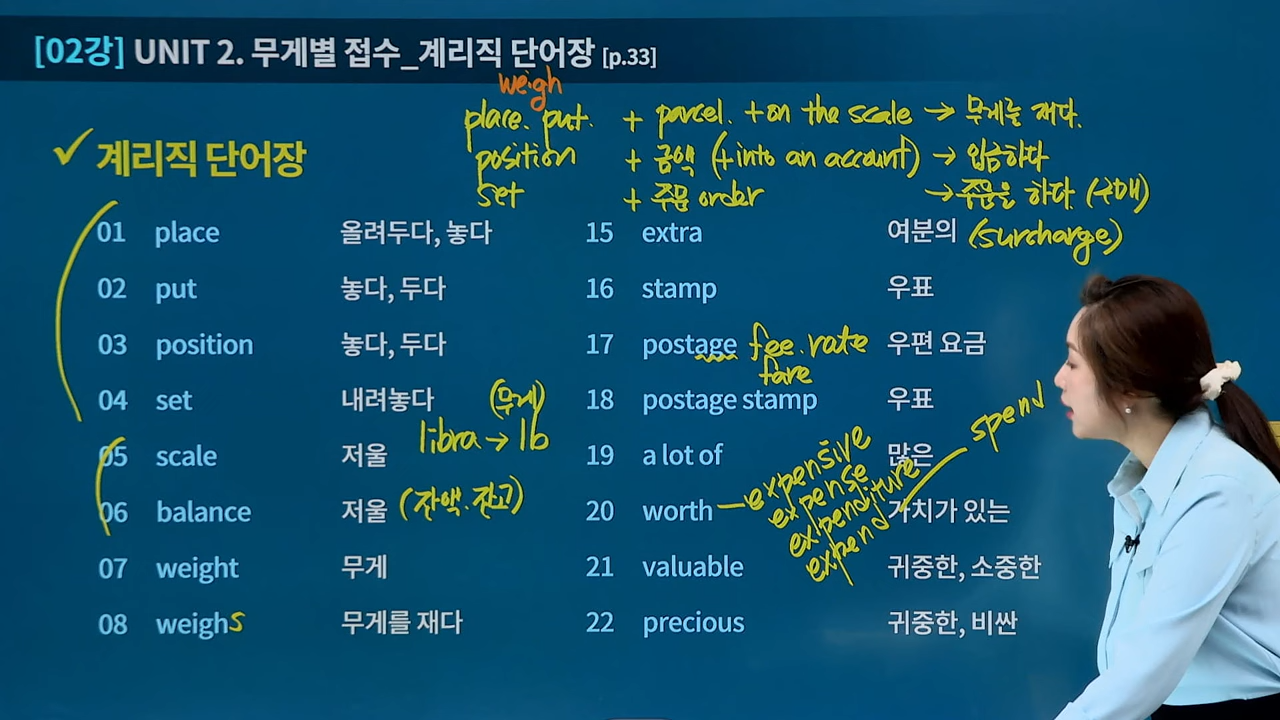 [02강] UNIT 2. 무게별 접수_계리직 단어장 [p.33]
weigh
place. put. + parcel. + on the scale → 무게를 재다.
position + 금액 (+into an account) → 입금하다
set + 주문 order → 주문을 하다. (구매)
✓ 계리직 단어장
01 place 올려두다, 놓다
02 put 놓다, 두다
03 position 놓다, 두다
04 set 내려놓다 (무게)
libra → lb
05 scale 저울
06 balance 저울 (잔액.잔고)
07 weight 무게
08 weighs 무게를 재다
15 extra 여분의 (surcharge)
16 stamp 우표
17 postage fee. rate 우편 요금
fare
18 postage stamp 우표
19 a lot of 많은
20 worth 가치가 있는
expensive
expense
expenditure
expend
spend
21 valuable 귀중한, 소중한
22 precious 귀중한, 비싼